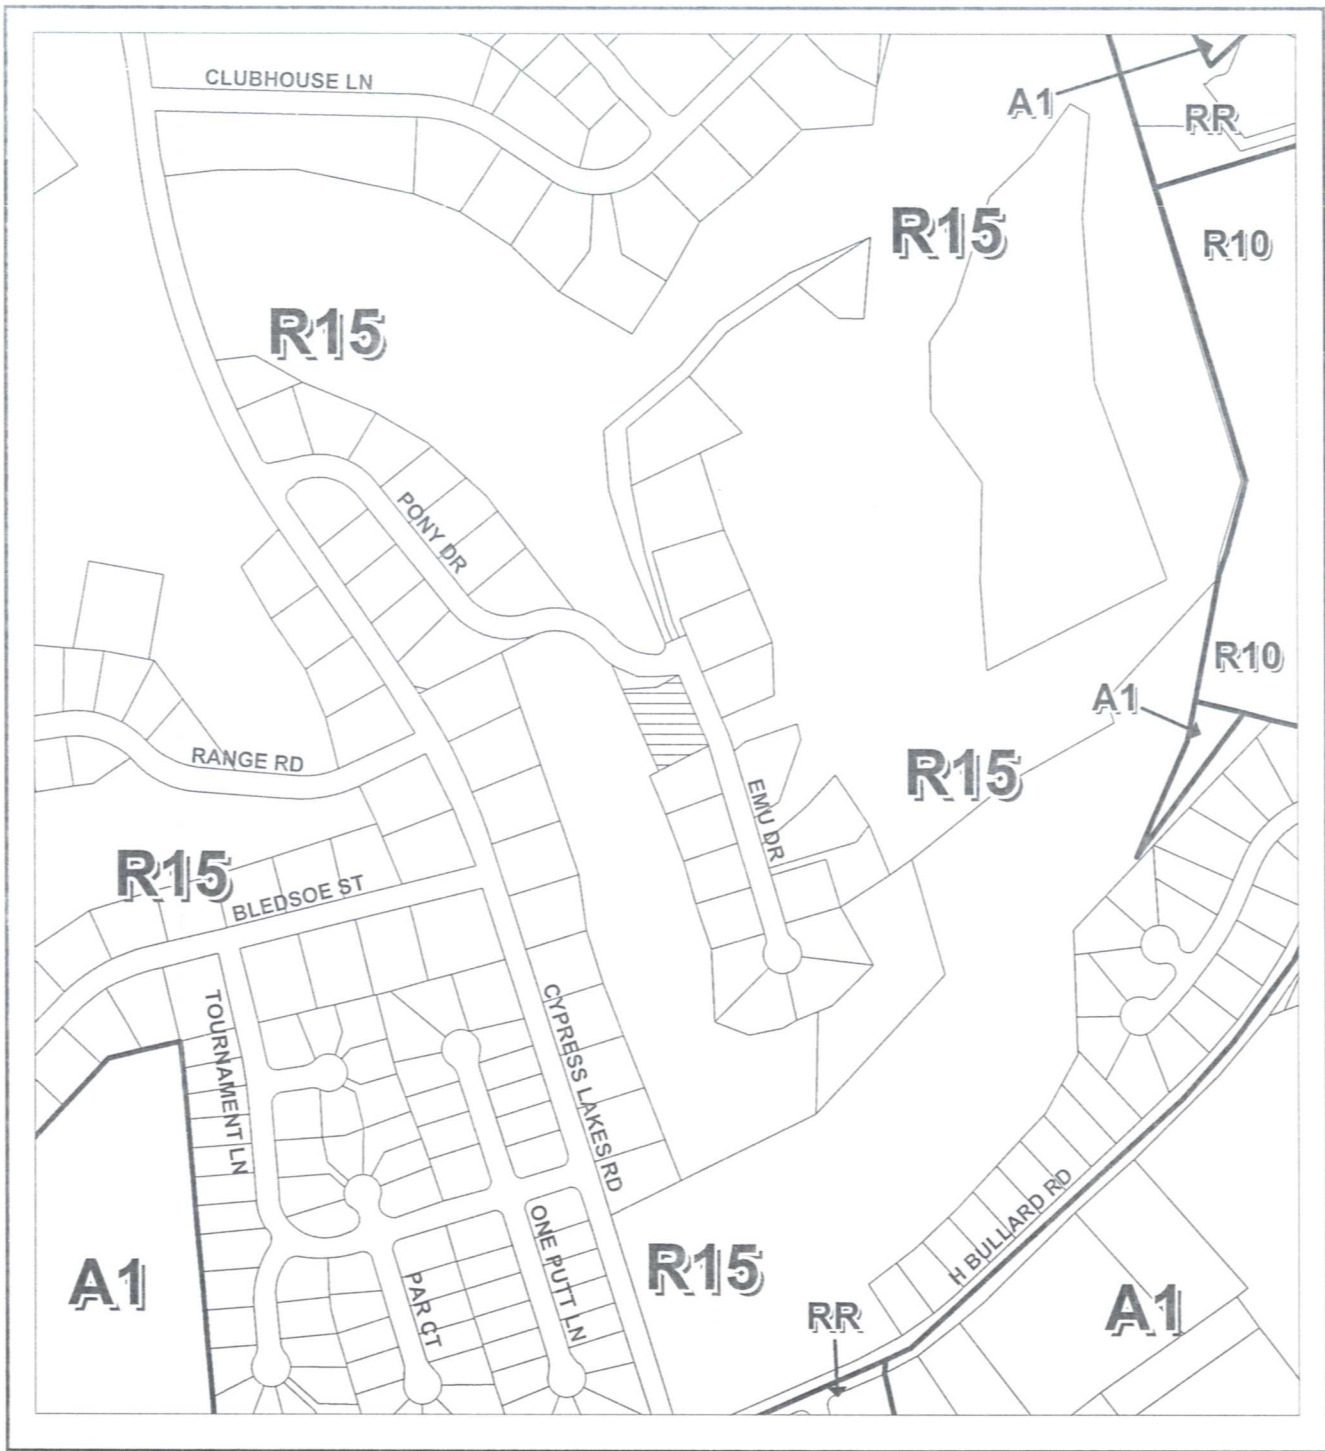 CLUBHOUSE LN
A1
RR
R15
R10
R15
PONY DR
R10
A1
RANGE RD
R15
EMU DR
R15
BLEDSOE ST
TOURNAMENT LN
CYPRESS LAKES RD
ONE PUTT LN
H BULLARD RD
A1
PAR CT
R15
RR
A1